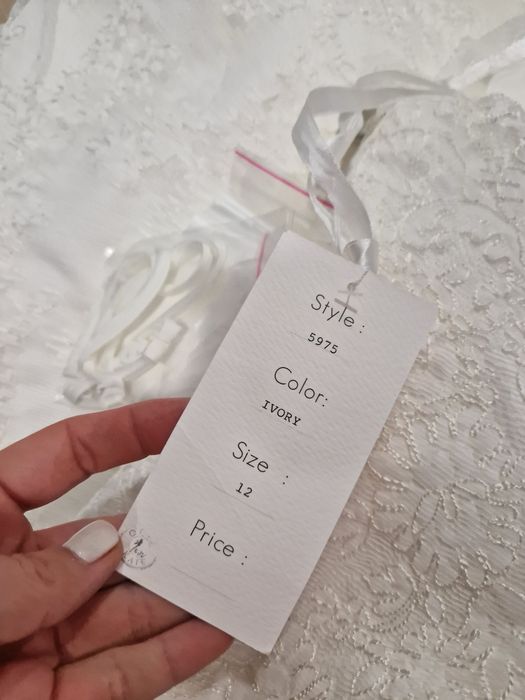 Style :
5975
Color:
IVORY
Size :
12
Price :